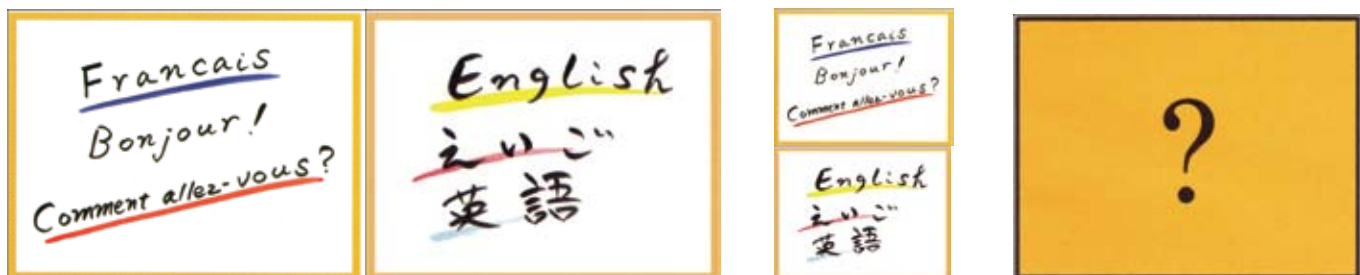 Francais
Bonjour!
Comment allez-vous?
English
えいご
英語
Francais
Bonjour!
Comment allez-vous?
English
えいご
英語
?